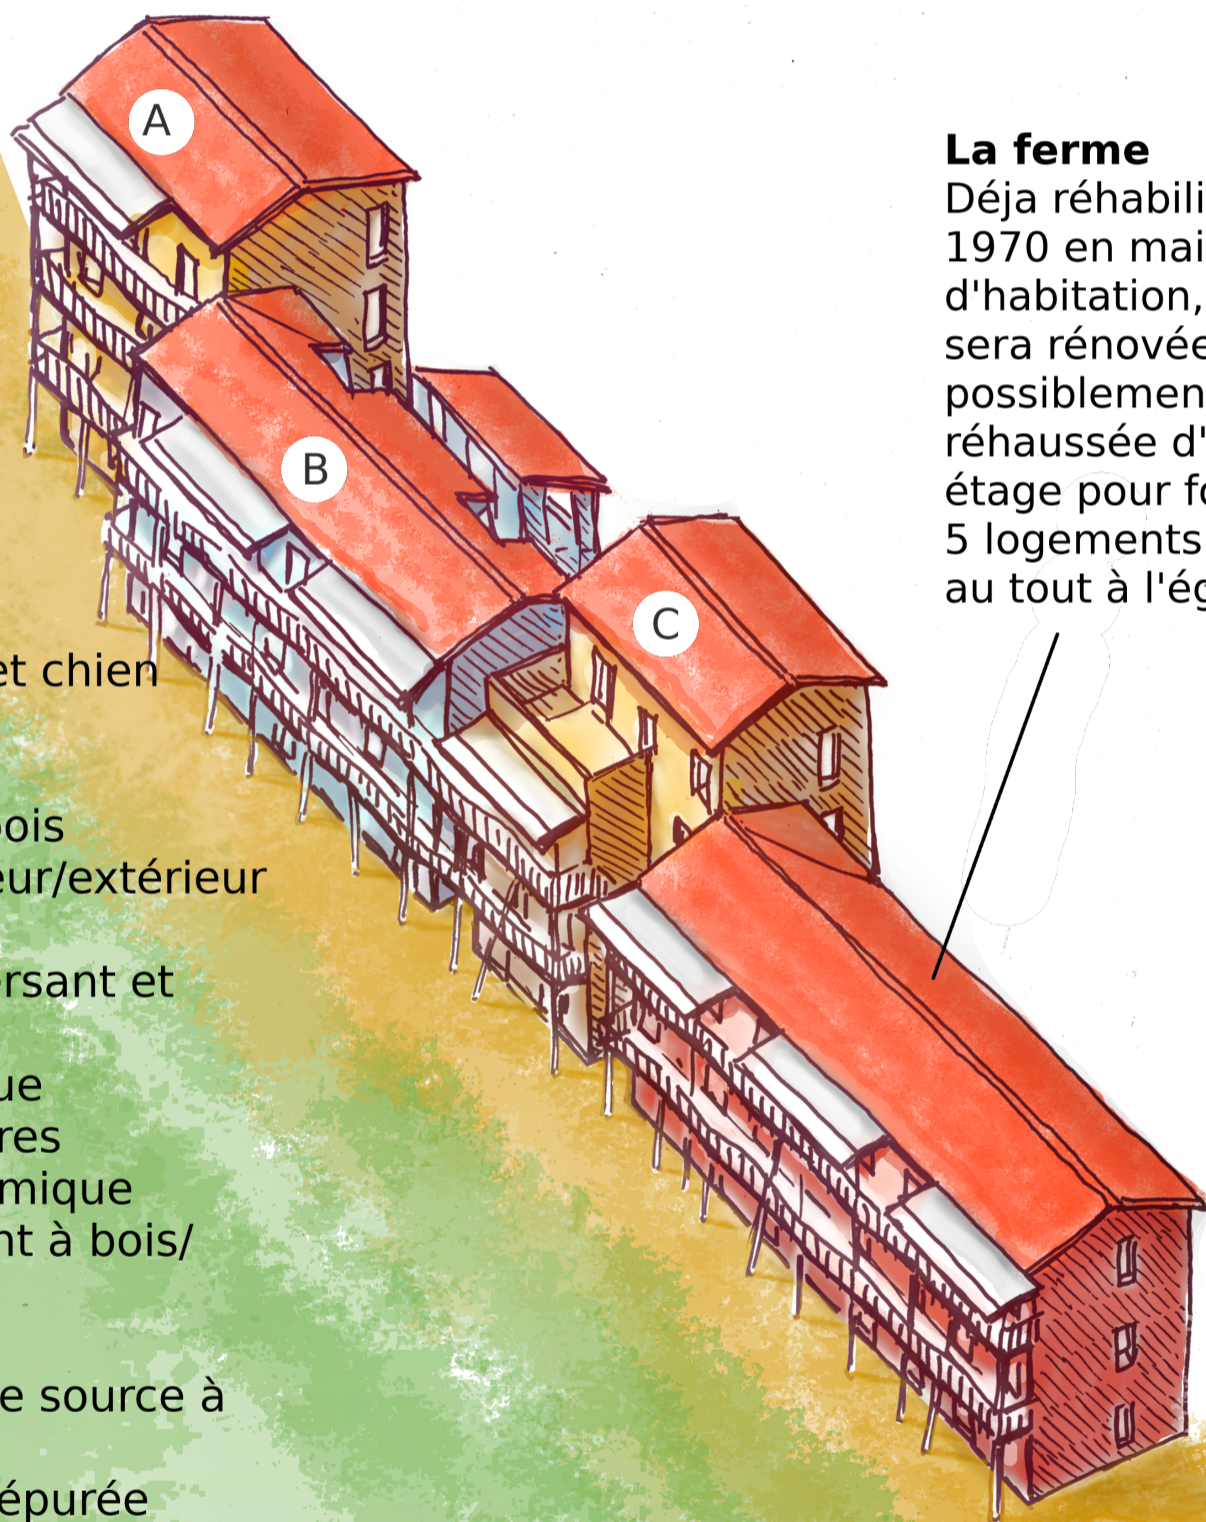 A
La ferme
Déja réhabili
1970 en mai
d'habitation,
sera rénovée
possiblemen
réhaussée d'
étage pour fo
5 logements
au tout à l'ég
B
C
et chien
bois
eur/extérieur
ersant et
ue
res
mique
nt à bois/
e source à
épurée